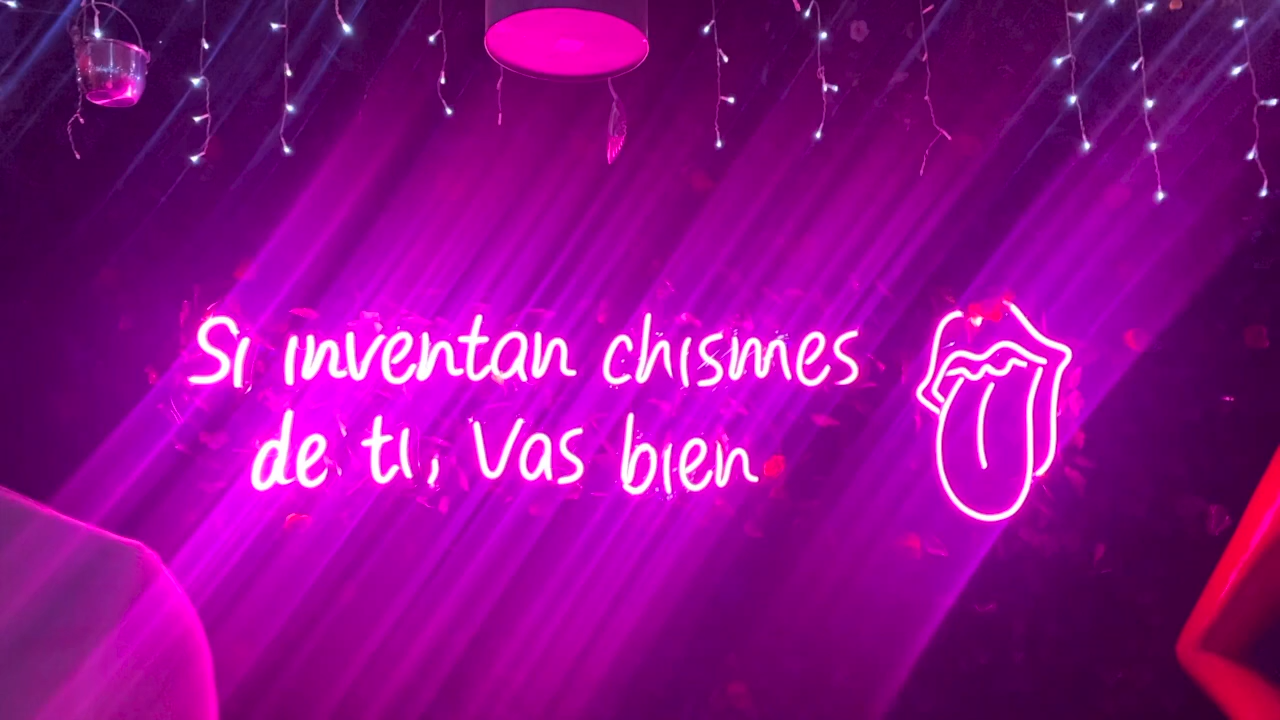 Si inventan chismes
de ti, Vas bien